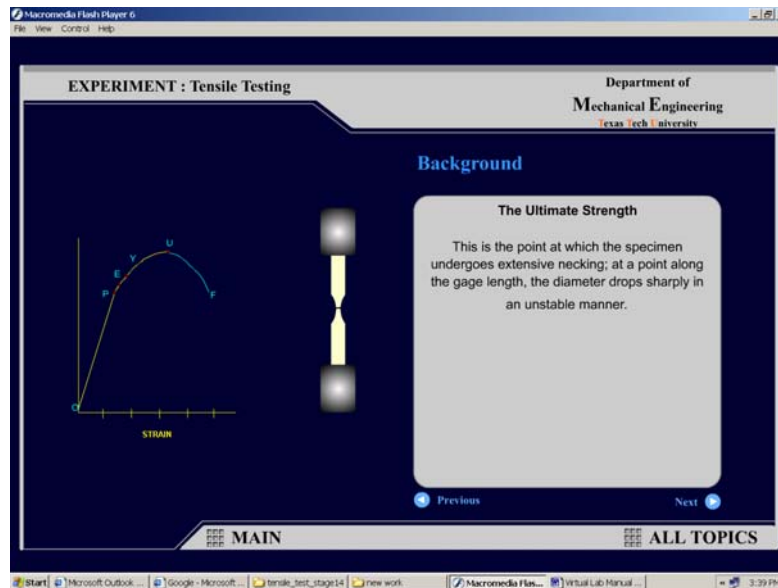 Macromedia Flash Player 6
File View Control Help
EXPERIMENT : Tensile Testing
Department of
Mechanical Engineering
Texas Tech University
Background
The Ultimate Strength
This is the point at which the specimen
undergoes extensive necking; at a point along
the gage length, the diameter drops sharply in
an unstable manner.
U
Y
E
P
F
O
STRAIN
Previous
Next
MAIN
ALL TOPICS
Start
Microsoft Outlook ...
Google - Microsoft ...
tensile_test_stage14
new work
Macromedia Flas...
Virtual Lab Manual ...
3:39 PM